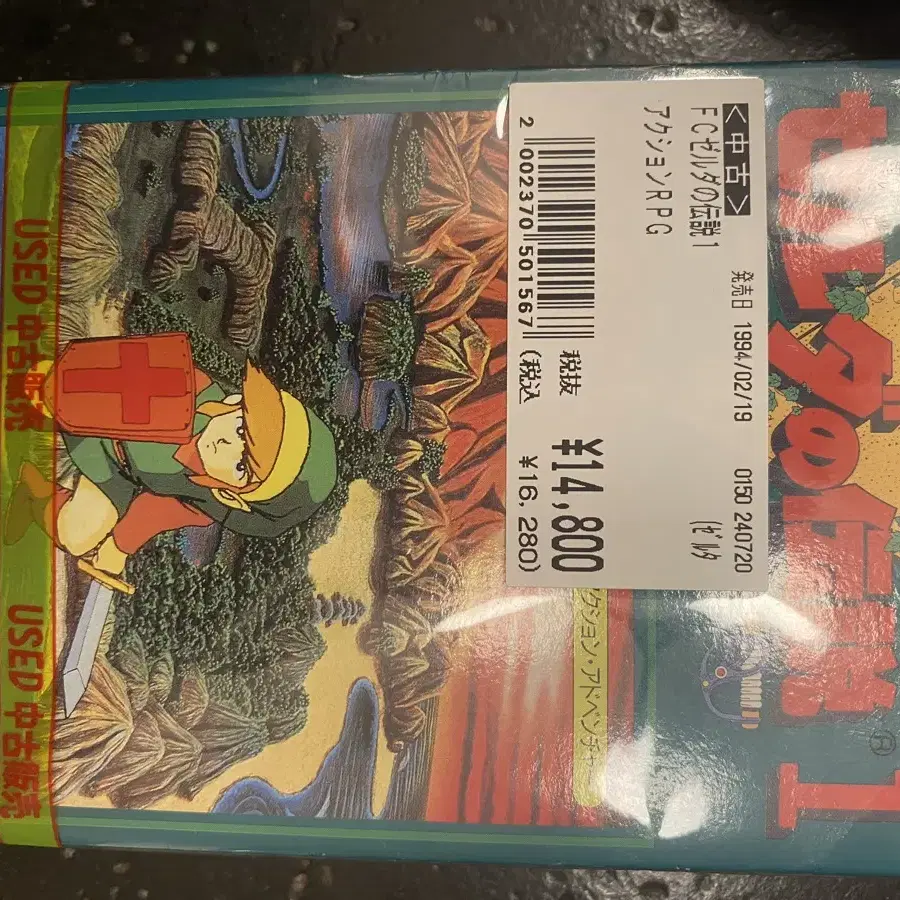 ゼルダの伝説1
®
<中古>
FCゼルダの伝説1
アクションRPG
発売日 1994/02/19
0150 240720
(ゼルダ
2 002370 501567
税抜 ¥14,800
(税込 ¥16,280)
クション・アドベンチャ
USED 中古販売
USED 中古販売